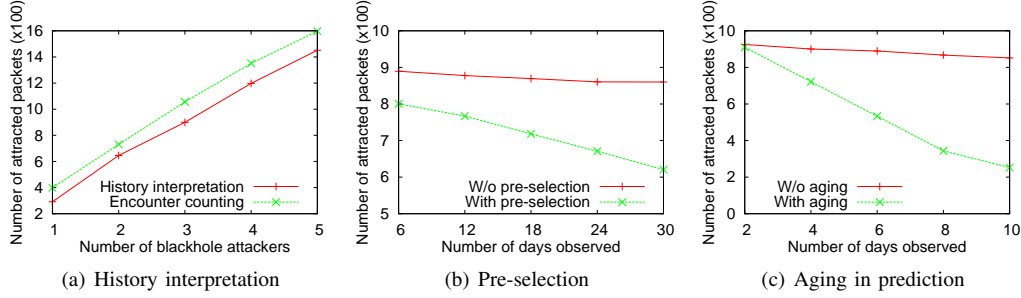 Number of attracted packets (x100)
16
14
12
10
8
6
4
2
History interpretation
Encounter counting
1
2
3
4
5
Number of blackhole attackers
(a) History interpretation
Number of attracted packets (x100)
10
9
8
7
6
5
W/o pre-selection
With pre-selection
6
12
18
24
30
Number of days observed
(b) Pre-selection
Number of attracted packets (x100)
10
8
6
4
2
0
W/o aging
With aging
2
4
6
8
10
Number of days observed
(c) Aging in prediction